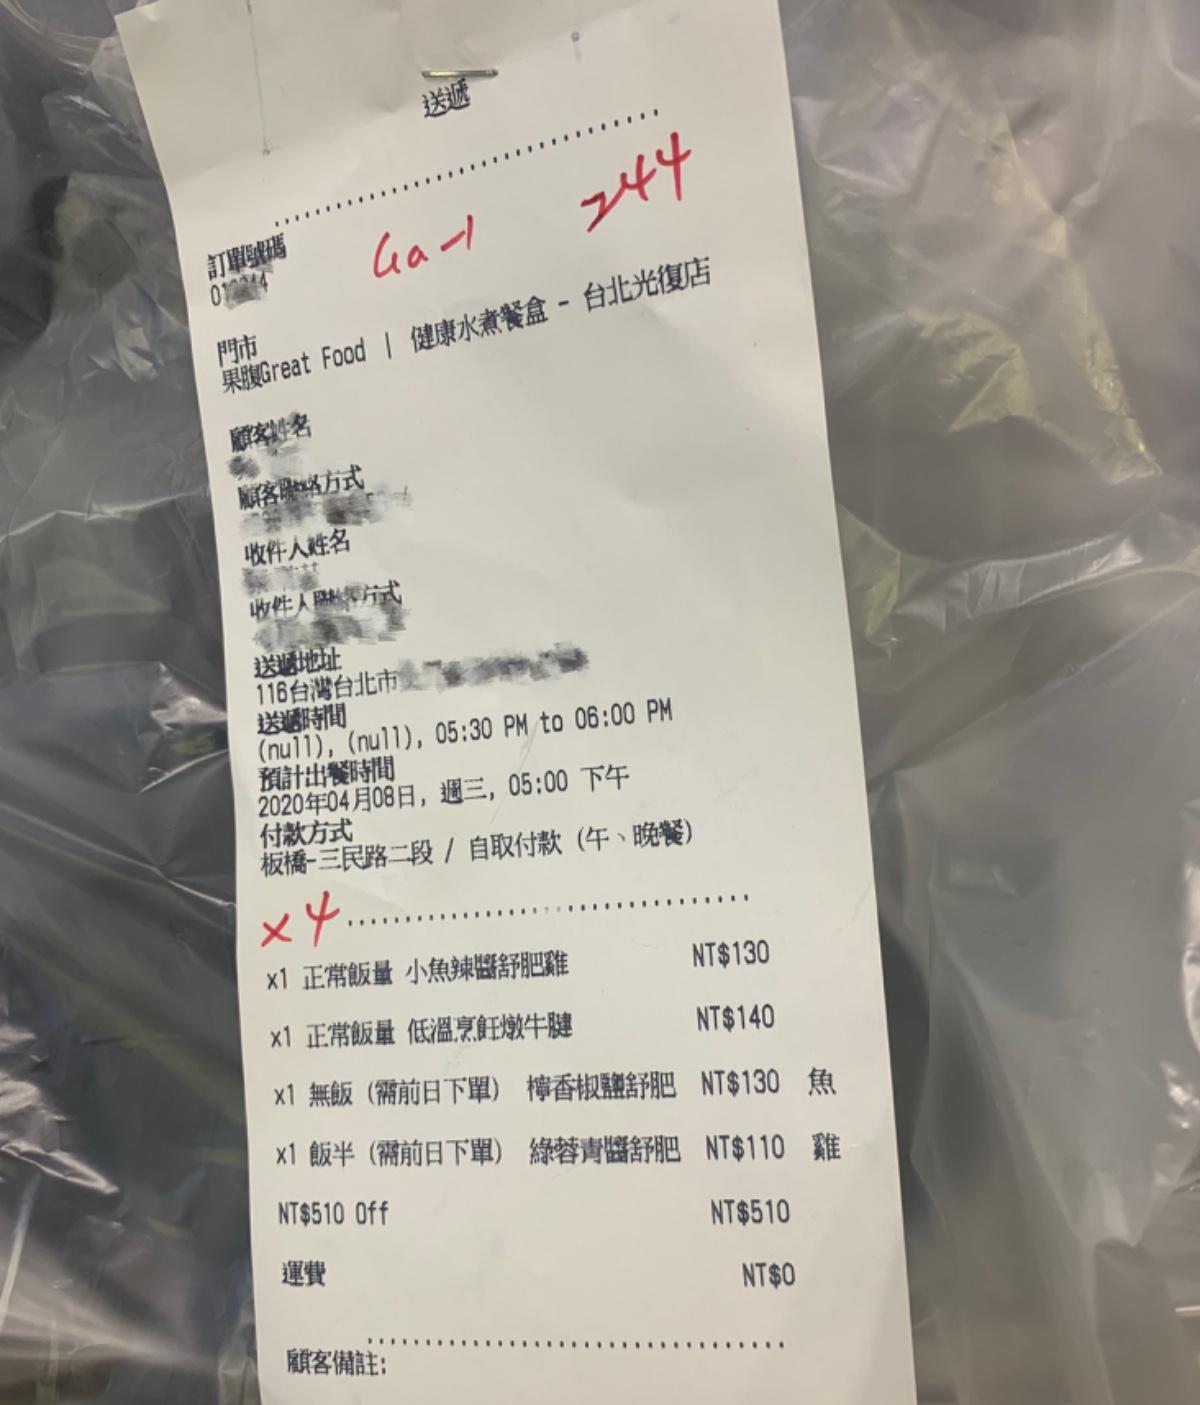 送遞
訂單號碼
Ga-1 244
門市
果腹Great Food | 健康水煮餐盒 - 台北光復店
顧客姓名
顧客聯絡方式
收件人姓名
收件人聯絡方式
送遞地址
116台灣台北市
送遞時間
(null), (null), 05:30 PM to 06:00 PM
預計出餐時間
2020年04月08日, 週三, 05:00 下午
付款方式
板橋-三民路二段 / 自取付款 (午、晚餐)
x4
x1 正常飯量 小魚辣醬舒肥雞 NT$130
x1 正常飯量 低溫烹飪燉牛腱 NT$140
x1 無飯 (需前日下單) 檸香椒鹽舒肥 NT$130 魚
x1 飯半 (需前日下單) 綠蓉青醬舒肥 NT$110 雞
NT$510 Off NT$510
運費 NT$0
顧客備註: